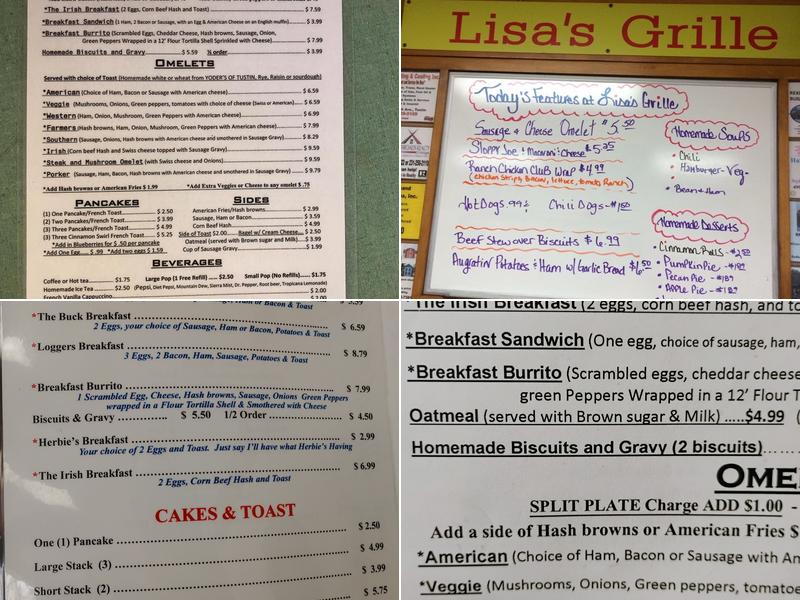 *The Irish Breakfast (2 Eggs, Corn Beef Hash and Toast) $ 7.59
*Breakfast Sandwich (1 Ham, 2 Bacon or Sausage, with an Egg & American Cheese on an English muffin) $ 3.99
*Breakfast Burrito (Scrambled Eggs, Cheddar Cheese, Hash browns, Sausage, Onion,
Green Peppers Wrapped in a 12' Flour Tortilla Shell Sprinkled with Cheese) $ 7.99
Homemade Biscuits and Gravy $ 5.59 ½ order $ 3.99
OMELETS
Served with choice of Toast (Homemade white or wheat from YODER'S OF TUSTIN, Rye, Raisin or sourdough)
*American (Choice of Ham, Bacon or Sausage with American cheese) $ 6.59
*Veggie (Mushrooms, Onions, Green peppers, tomatoes with choice of cheese (Swiss or American) $ 6.59
*Western (Ham, Onion, Mushroom, Green Peppers with American cheese) $ 6.99
*Farmers (Hash browns, Ham, Onion, Mushroom, Green Peppers with American cheese) $ 7.99
*Southern (Sausage, Onions, Hash browns with American cheese and smothered in Sausage Gravy) $ 8.29
*Irish (Corn beef Hash and Swiss cheese topped with Sausage Gravy) $ 9.59
*Steak and Mushroom Omelet (with Swiss cheese and Onions) $ 9.59
*Porker (Sausage, Ham, Bacon, Hash browns with American cheese and smothered in Sausage Gravy) $ 9.79
*Add Hash browns or American Fries $ 1.99 *Add Extra Veggies or Cheese to any omelet $ .75
PANCAKES
(1) One Pancake/French Toast $ 2.50
(2) Two Pancakes/French Toast $ 3.99
(3) Three Pancakes/French Toast $ 4.99
(3) Three Cinnamon Swirl French Toast $ 5.25
*Add in Blueberries for $ .50 per pancake
*Add One Egg $ .99 *Add two eggs $ 1.59
SIDES
American Fries/Hash browns $ 2.99
Sausage, Ham or Bacon $ 3.59
Corn Beef Hash $ 4.99
Side of Toast $2.00 Bagel w/ Cream Cheese $ 2.50
Oatmeal (served with Brown sugar and Milk) $ 3.99
Cup of Sausage Gravy $ 1.99
BEVERAGES
Coffee or Hot tea $1.75
Homemade Ice Tea $2.50
French Vanilla Cappuccino
Large Pop (1 Free Refill) $2.50 Small Pop (No Refills) $1.75
(Pepsi, Diet Pepsi, Mountain Dew, Sierra Mist, Dr. Pepper, Root beer, Tropicana Lemonade)
$ 2.00
$ 2.00
Lisa's Grille
Today's Features at Lisa's Grille
Sausage & Cheese Omelet $5.50
Sloppy Joe & Macaroni & Cheese $5.25
Ranch Chicken Club Wrap $4.99
(chicken strips, bacon, lettuce, tomato, Ranch)
Hot Dogs .99¢ Chili Dogs - $1.50
Beef Stew over Biscuits $6.99
Augratin Potatoes & Ham w/ Garlic Bread $6.50
Homemade Soups
• Chili
• Hamburger - Veg.
• Bean & Ham
Homemade Desserts
• Cinnamon Rolls - $2.50
• Pumpkin Pie -
• Pecan Pie -
• Apple Pie -
*The Buck Breakfast $ 6.59
2 Eggs, your choice of Sausage, Ham or Bacon, Potatoes & Toast
*Loggers Breakfast $ 8.79
3 Eggs, 2 Bacon, Ham, Sausage, Potatoes & Toast
*Breakfast Burrito $ 7.99
1 Scrambled Egg, Cheese, Hash browns, Sausage, Onions Green Peppers
wrapped in a Flour Tortilla Shell & Smothered with Cheese
Biscuits & Gravy $ 5.50 1/2 Order $ 4.50
*Herbie's Breakfast $ 2.99
Your choice of 2 Eggs and Toast. Just say I'll have what Herbie's Having
*The Irish Breakfast $6.99
2 Eggs, Corn Beef Hash and Toast
CAKES & TOAST
One (1) Pancake $ 2.50
Large Stack (3) $ 4.99
Short Stack (2) $ 3.99
$ 5.75
*The Irish Breakfast (2 eggs, corn beef hash, and to
*Breakfast Sandwich (One egg, choice of sausage, ham,
*Breakfast Burrito (Scrambled eggs, cheddar cheese
green Peppers Wrapped in a 12' Flour T
Oatmeal (served with Brown sugar & Milk) .....$4.99 (
Homemade Biscuits and Gravy (2 biscuits)......
OME
SPLIT PLATE Charge ADD $1.00 -
Add a side of Hash browns or American Fries $
*American (Choice of Ham, Bacon or Sausage with Am
*Veggie (Mushrooms, Onions, Green peppers, tomatoe